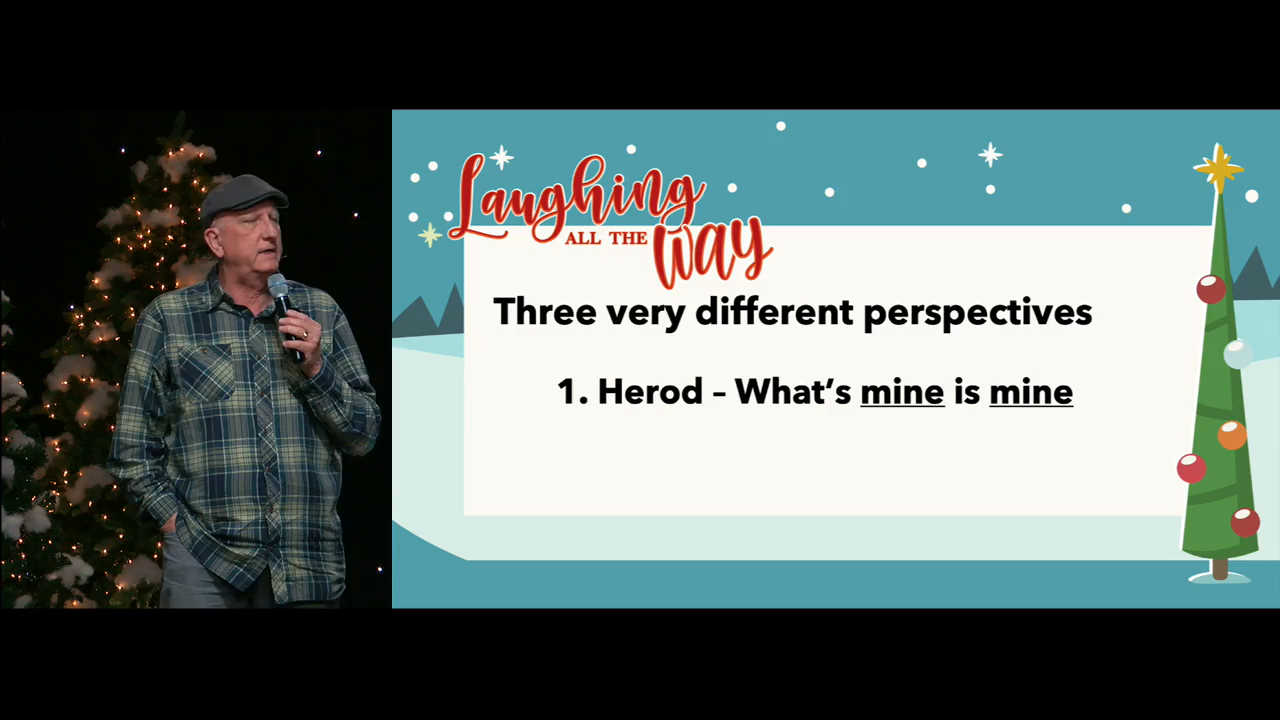 Laughing
ALL THE Way
Three very different perspectives
1. Herod – What's mine is mine